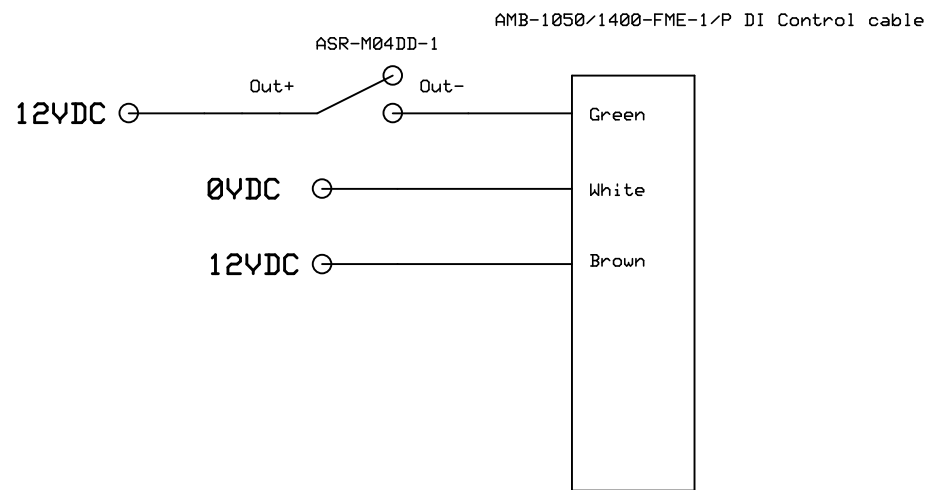 AMB-1050/1400-FME-1/P DI Control cable
ASR-M04DD-1
Out+
Out-
12VDC
Green
0VDC
White
12VDC
Brown